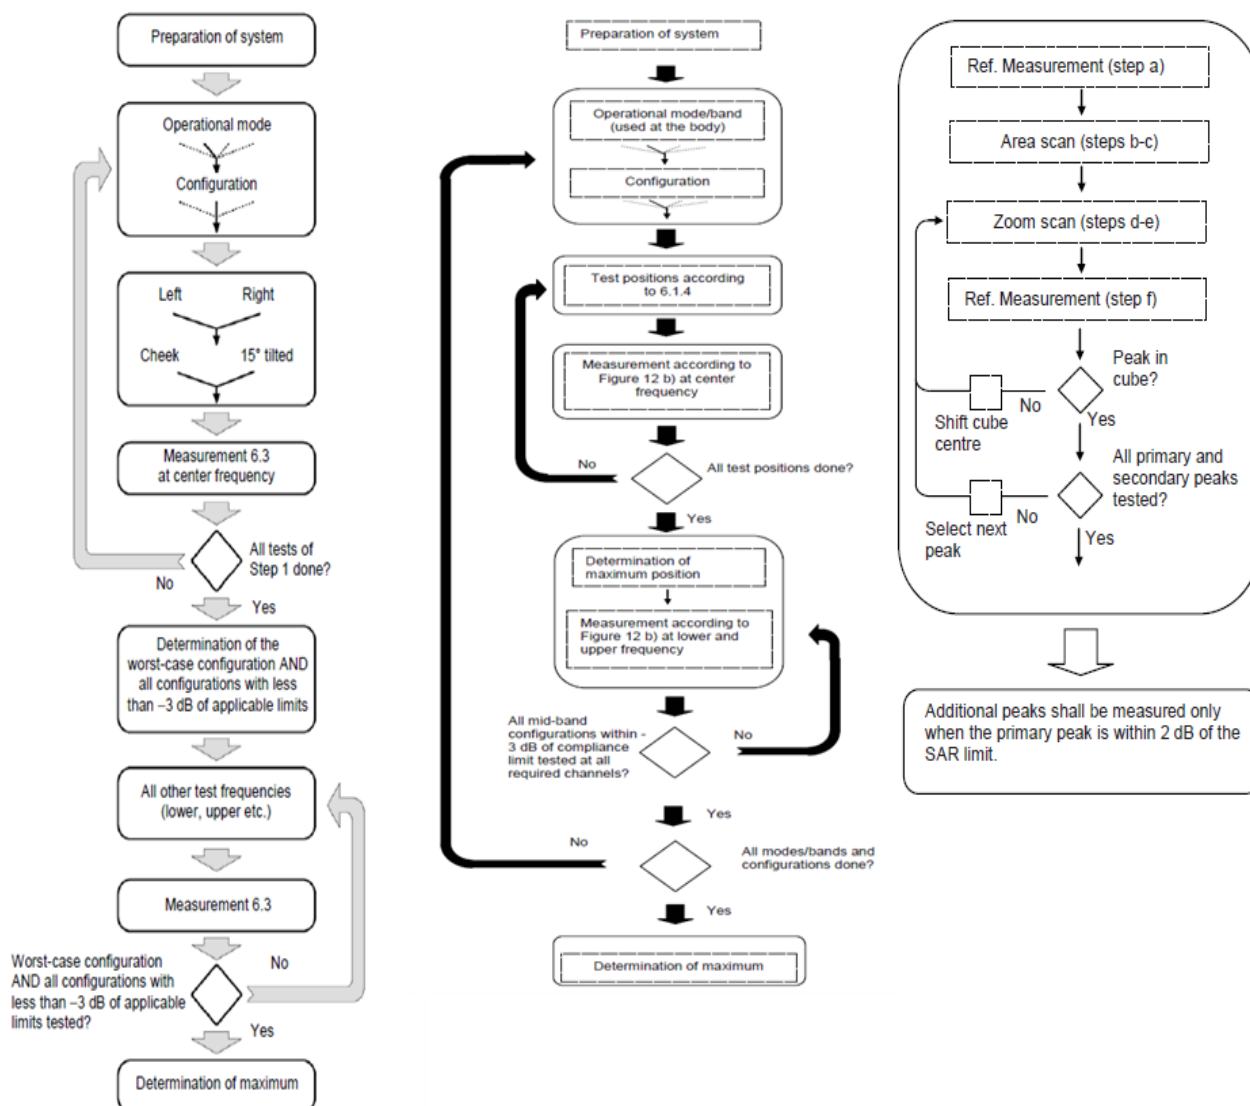 Preparation of system
Operational mode
Configuration
Left Right
Cheek 15° tilted
Measurement 6.3
at center frequency
All tests of
Step 1 done?
No
Yes
Determination of the
worst-case configuration AND
all configurations with less
than –3 dB of applicable limits
All other test frequencies
(lower, upper etc.)
Measurement 6.3
Worst-case configuration
AND all configurations with
less than –3 dB of applicable
limits tested?
No
Yes
Determination of maximum
Preparation of system
Operational mode/band
(used at the body)
Configuration
Test positions according
to 6.1.4
Measurement according to
Figure 12 b) at center
frequency
No
All test positions done?
Yes
Determination of
maximum position
Measurement according to
Figure 12 b) at lower and
upper frequency
All mid-band
configurations within -
3 dB of compliance
limit tested at all
required channels?
No
Yes
No
All modes/bands and
configurations done?
Yes
Determination of maximum
Ref. Measurement (step a)
Area scan (steps b-c)
Zoom scan (steps d-e)
Ref. Measurement (step f)
Peak in
cube?
No
Shift cube
centre
Yes
All primary and
secondary peaks
tested?
No
Select next
peak
Yes
Additional peaks shall be measured only
when the primary peak is within 2 dB of the
SAR limit.